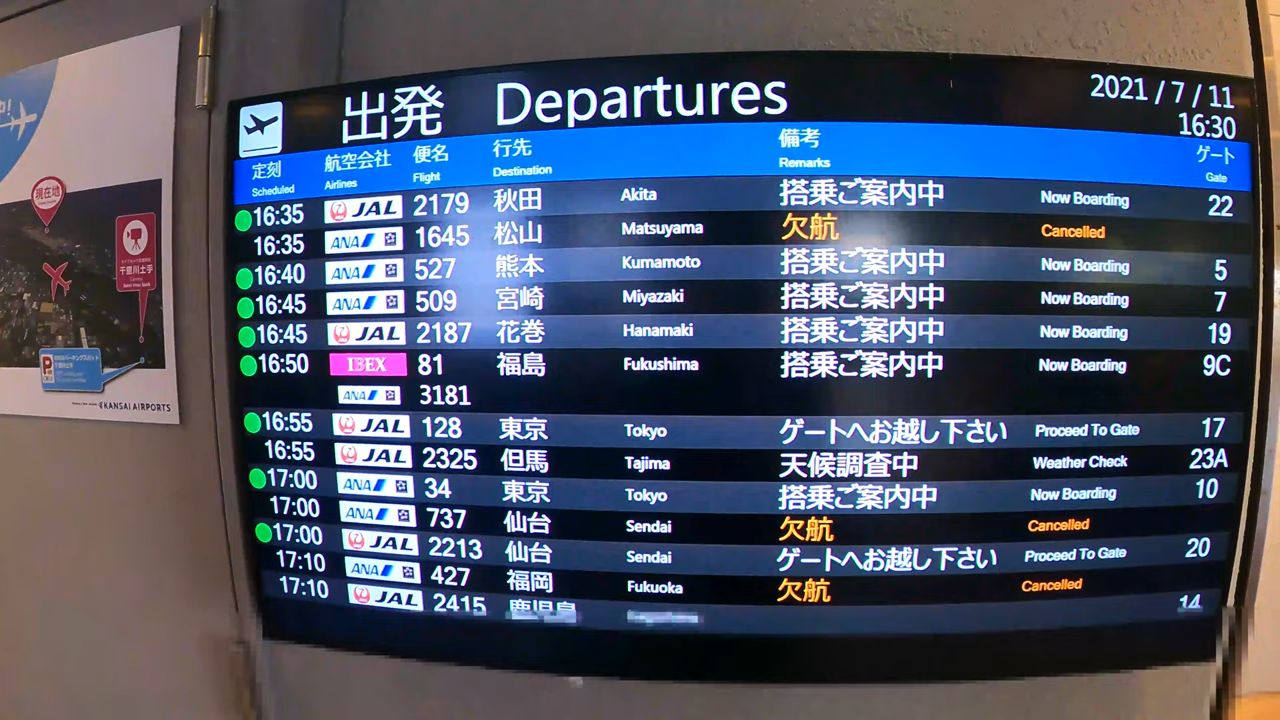 出発 Departures 2021 / 7 / 11
16:30
定刻 航空会社 便名 行先 備考 ゲート
Scheduled Airlines Flight Destination Remarks Gate
16:35 JAL 2179 秋田 Akita 搭乗ご案内中 Now Boarding 22
16:35 ANA 1645 松山 Matsuyama 欠航 Cancelled
16:40 ANA 527 熊本 Kumamoto 搭乗ご案内中 Now Boarding 5
16:45 ANA 509 宮崎 Miyazaki 搭乗ご案内中 Now Boarding 7
16:45 JAL 2187 花巻 Hanamaki 搭乗ご案内中 Now Boarding 19
16:50 IBEX 81 福島 Fukushima 搭乗ご案内中 Now Boarding 9C
ANA 3181
16:55 JAL 128 東京 Tokyo ゲートへお越し下さい Proceed To Gate 17
16:55 JAL 2325 但馬 Tajima 天候調査中 Weather Check 23A
17:00 ANA 34 東京 Tokyo 搭乗ご案内中 Now Boarding 10
17:00 ANA 737 仙台 Sendai 欠航 Cancelled
17:00 JAL 2213 仙台 Sendai ゲートへお越し下さい Proceed To Gate 20
17:10 ANA 427 福岡 Fukuoka 欠航 Cancelled
17:10 JAL 2415 鹿児島 14
現在地
千里川土手
KANSAI AIRPORTS